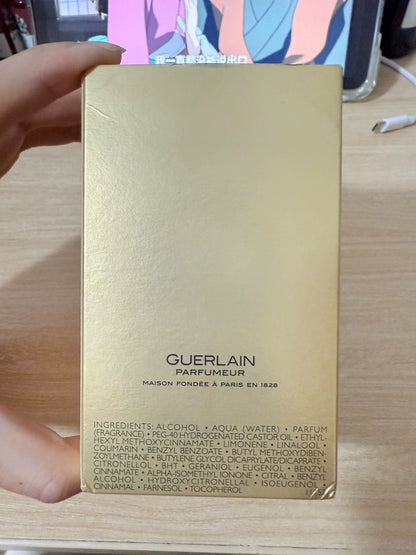 GUERLAIN
PARFUMEUR
MAISON FONDÉE À PARIS EN 1828
INGREDIENTS: ALCOHOL • AQUA (WATER) • PARFUM
(FRAGRANCE) • PEG-40 HYDROGENATED CASTOR OIL • ETHYL-
HEXYL METHOXYCINNAMATE • LIMONENE • LINALOOL •
COUMARIN • BENZYL BENZOATE • BUTYL METHOXYDIBEN-
ZOYLMETHANE • BUTYLENE GLYCOL DICAPRYLATE/DICAPRATE •
CITRONELLOL • BHT • GERANIOL • EUGENOL • BENZYL
CINNAMATE • ALPHA-ISOMETHYL IONONE • CITRAL • BENZYL
ALCOHOL • HYDROXYCITRONELLAL • ISOEUGENOL •
CINNAMAL • FARNESOL • TOCOPHEROL